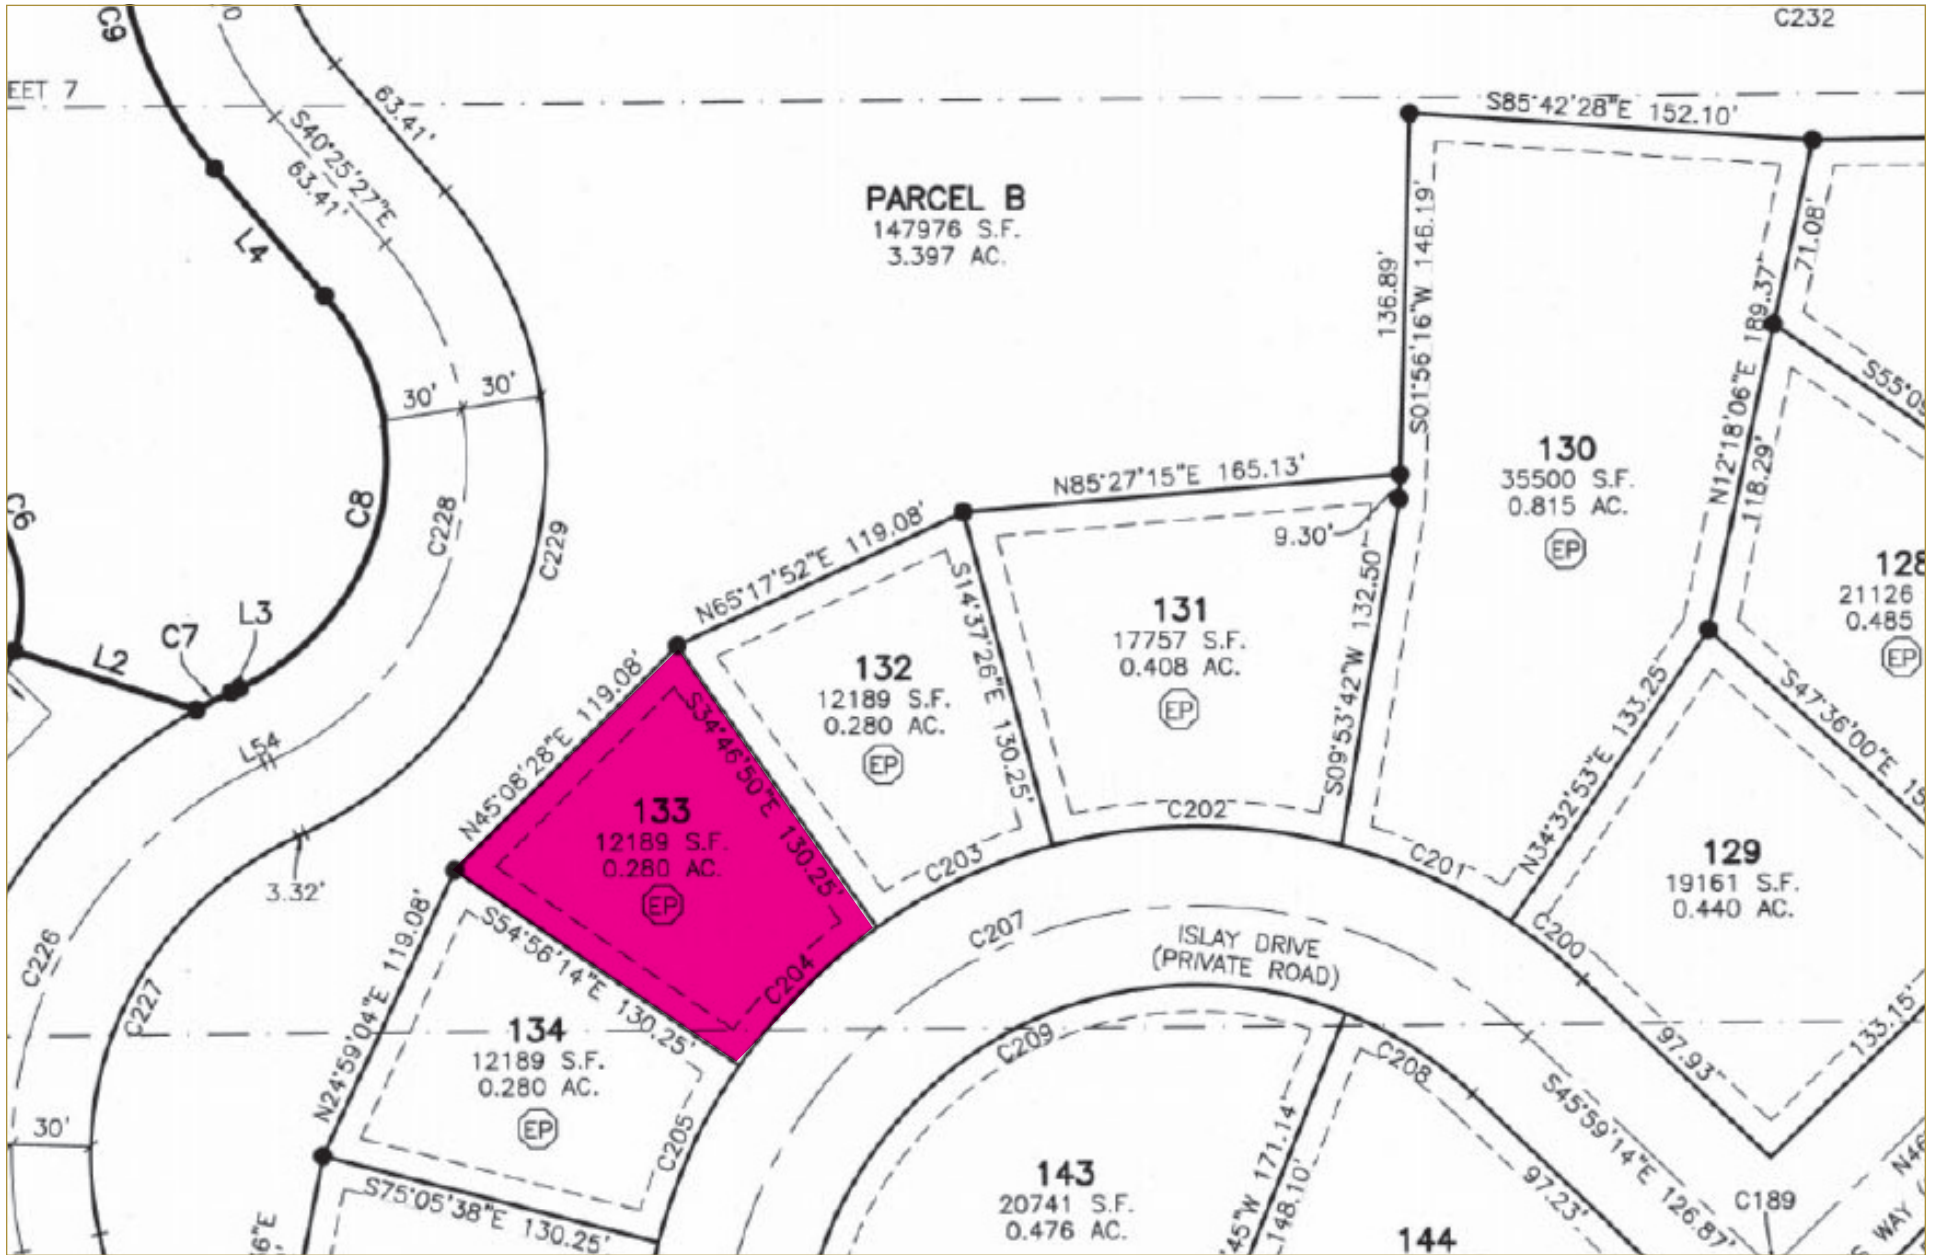 C9
C232
EET 7
63.41'
S40°25'27"E
63.41'
L4
PARCEL B
147976 S.F.
3.397 AC.
S85°42'28"E 152.10'
136.89'
S01°56'16"W 146.19'
71.08'
N12°18'06"E 189.37'
118.29'
S55°09
30'
30'
C6
C8
C228
C229
N85°27'15"E 165.13'
9.30'
130
35500 S.F.
0.815 AC.
EP
128
21126
0.485
EP
N65°17'52"E 119.08'
S14°37'26"E 130.25'
131
17757 S.F.
0.408 AC.
EP
S09°53'42"W 132.50'
132
12189 S.F.
0.280 AC.
EP
L3
C7
L2
L54
3.32'
N45°08'28"E 119.08'
S34°46'50"E 130.25'
133
12189 S.F.
0.280 AC.
EP
C204
C203
C202
C201
C200
N34°32'53"E 133.25'
S47°36'00"E 15
129
19161 S.F.
0.440 AC.
97.93'
133.15'
C207
ISLAY DRIVE
(PRIVATE ROAD)
C226
C227
30'
N24°59'04"E 119.08'
S54°56'14"E 130.25'
134
12189 S.F.
0.280 AC.
EP
C205
S75°05'38"E 130.25'
6"E
C209
C208
143
20741 S.F.
0.476 AC.
'45"W 171.14'
148.10'
144
97.23'
S45°59'14"E 126.87'
C189
N46
WAY (